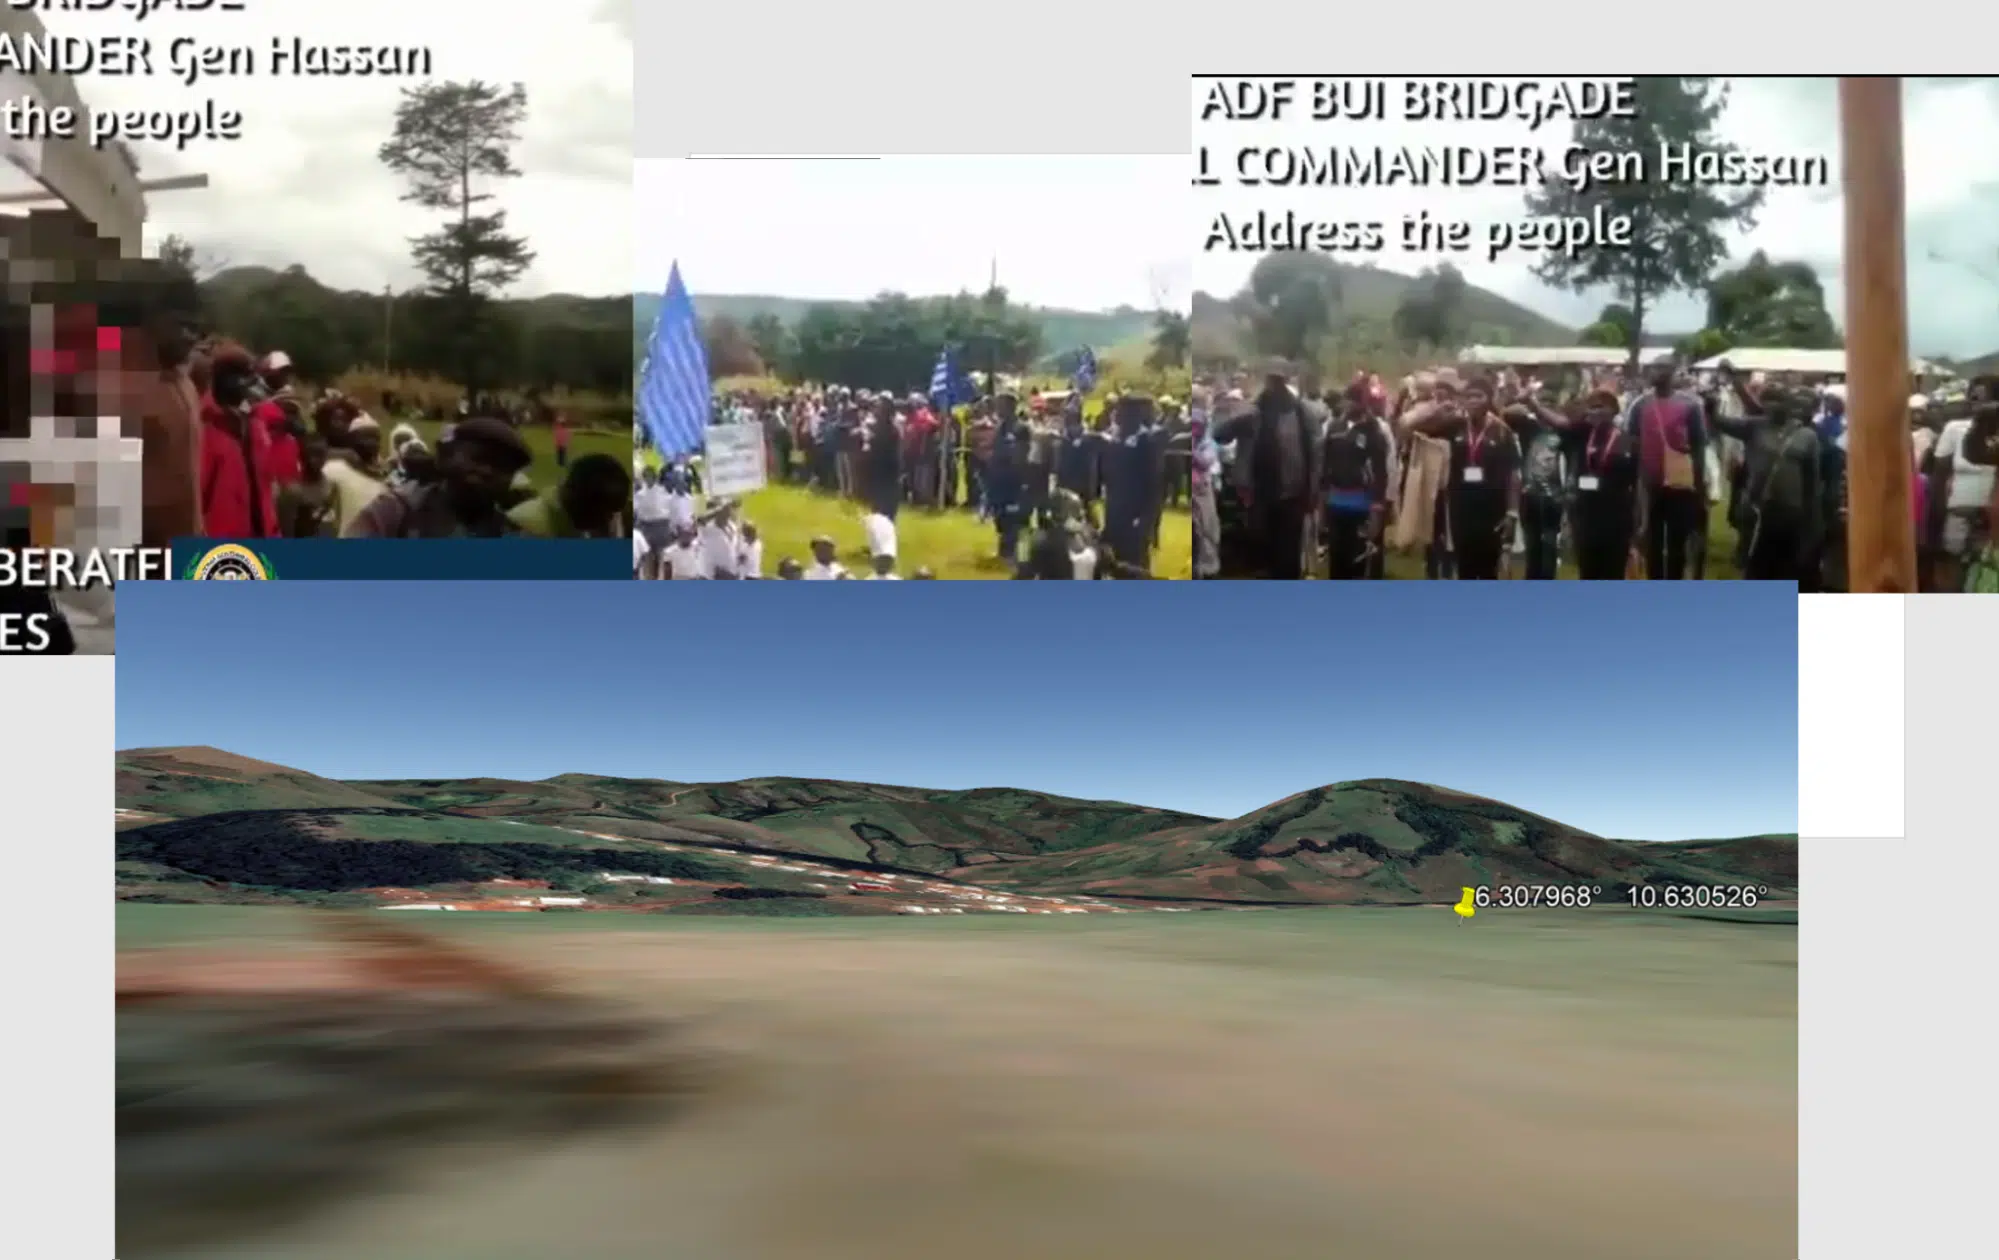 BRIDGADE
ANDER Gen Hassan
the people
BERATE
ES
ADF BUI BRIDGADE
L COMMANDER Gen Hassan
Address the people
6.307968° 10.630526°